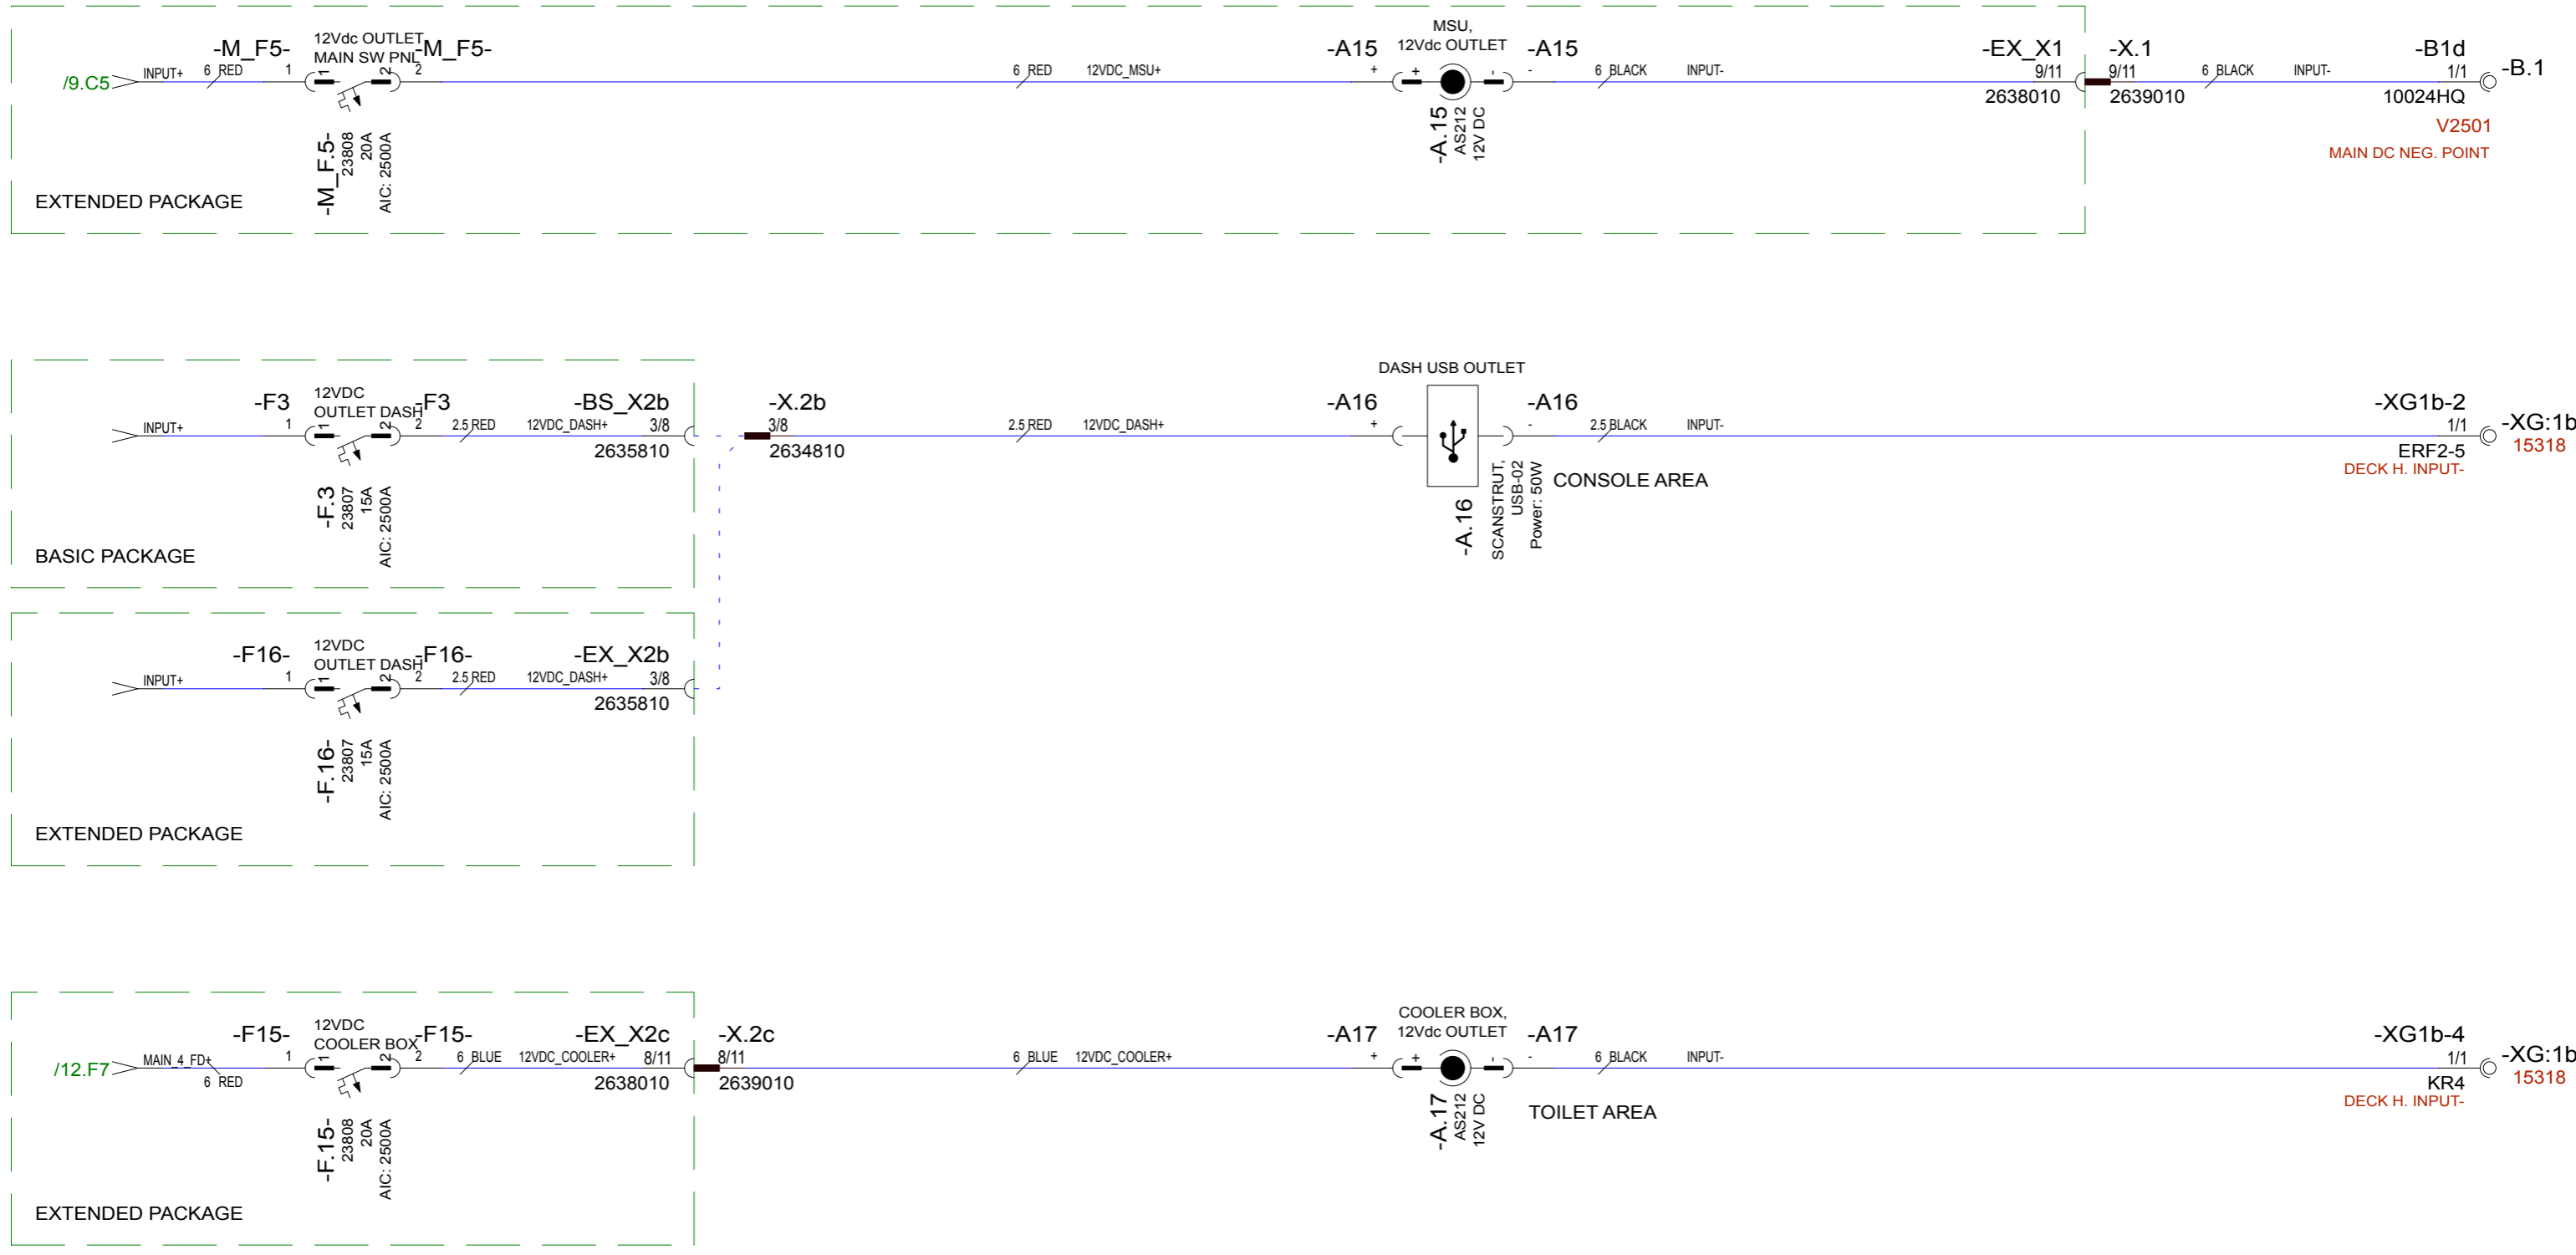 /9.C5
INPUT+
6 RED
-M_F5-
1
12Vdc OUTLET
MAIN SW PNL
1
2
-M_F5-
2
-M_F.5-
23808
20A
AIC: 2500A
EXTENDED PACKAGE
6 RED
12VDC_MSU+
-A15
+
MSU,
12Vdc OUTLET
+
-
-A15
-
-A.15
AS212
12V DC
6 BLACK
INPUT-
-EX_X1
9/11
2638010
-X.1
9/11
2639010
6 BLACK
INPUT-
-B1d
1/1
10024HQ
-B.1
V2501
MAIN DC NEG. POINT
INPUT+
-F3
1
12VDC
OUTLET DASH
1
2
-F3
2
-F.3
23807
15A
AIC: 2500A
2.5 RED
12VDC_DASH+
-BS_X2b
3/8
2635810
BASIC PACKAGE
-X.2b
3/8
2634810
2.5 RED
12VDC_DASH+
DASH USB OUTLET
-A16
+
-A16
-
-A.16
SCANSTRUT,
USB-02
Power: 50W
CONSOLE AREA
2.5 BLACK
INPUT-
-XG1b-2
1/1
ERF2-5
DECK H. INPUT-
-XG:1b
15318
INPUT+
-F16-
1
12VDC
OUTLET DASH
1
2
-F16-
2
-F.16-
23807
15A
AIC: 2500A
2.5 RED
12VDC_DASH+
-EX_X2b
3/8
2635810
EXTENDED PACKAGE
/12.F7
MAIN_4_FD+
6 RED
-F15-
1
12VDC
COOLER BOX
1
2
-F15-
2
-F.15-
23808
20A
AIC: 2500A
6 BLUE
12VDC_COOLER+
-EX_X2c
8/11
2638010
EXTENDED PACKAGE
-X.2c
8/11
2639010
6 BLUE
12VDC_COOLER+
-A17
+
COOLER BOX,
12Vdc OUTLET
+
-
-A17
-
-A.17
AS212
12V DC
TOILET AREA
6 BLACK
INPUT-
-XG1b-4
1/1
KR4
DECK H. INPUT-
-XG:1b
15318